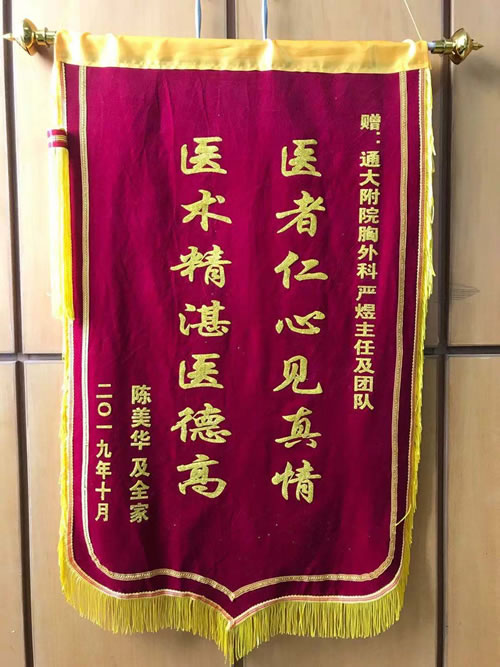 赠：通大附院胸外科严煜主任及团队
医者仁心见真情
医术精湛医德高
陈美华及全家
二〇一九年十月